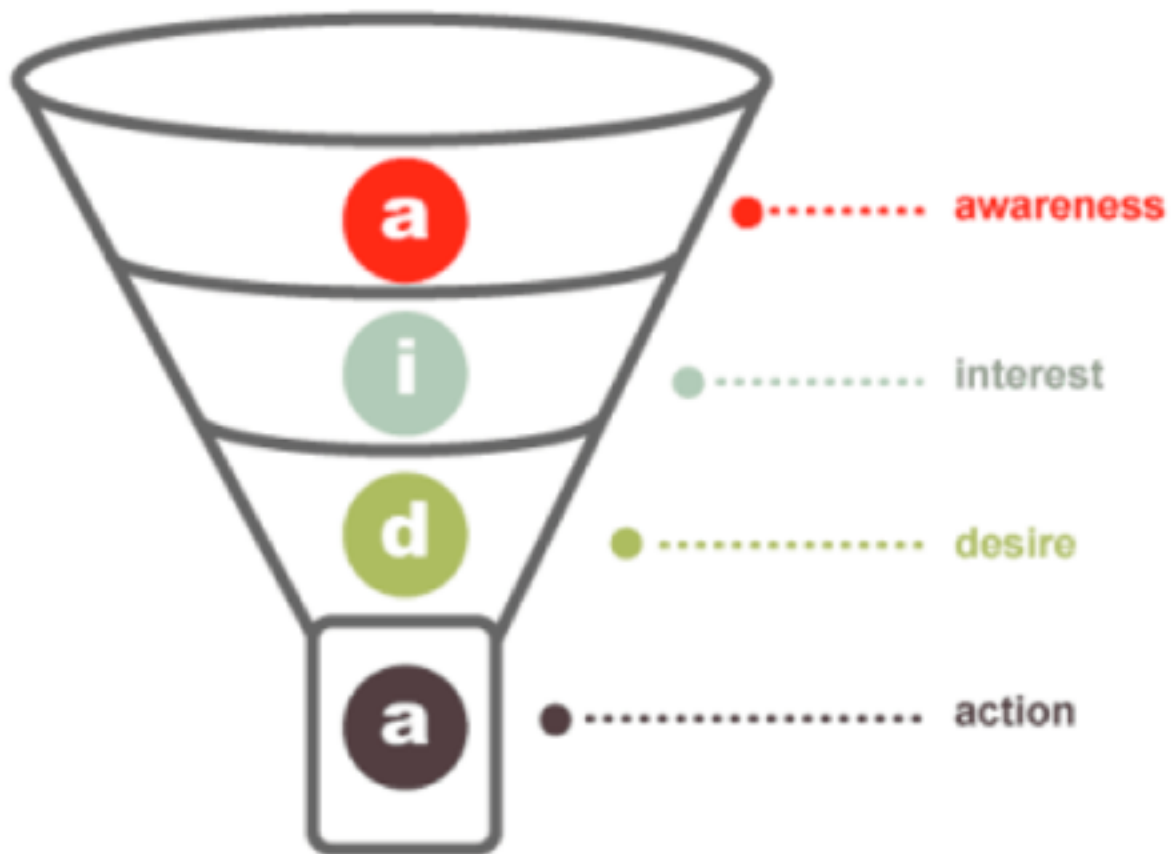 a
awareness
i
interest
d
desire
a
action